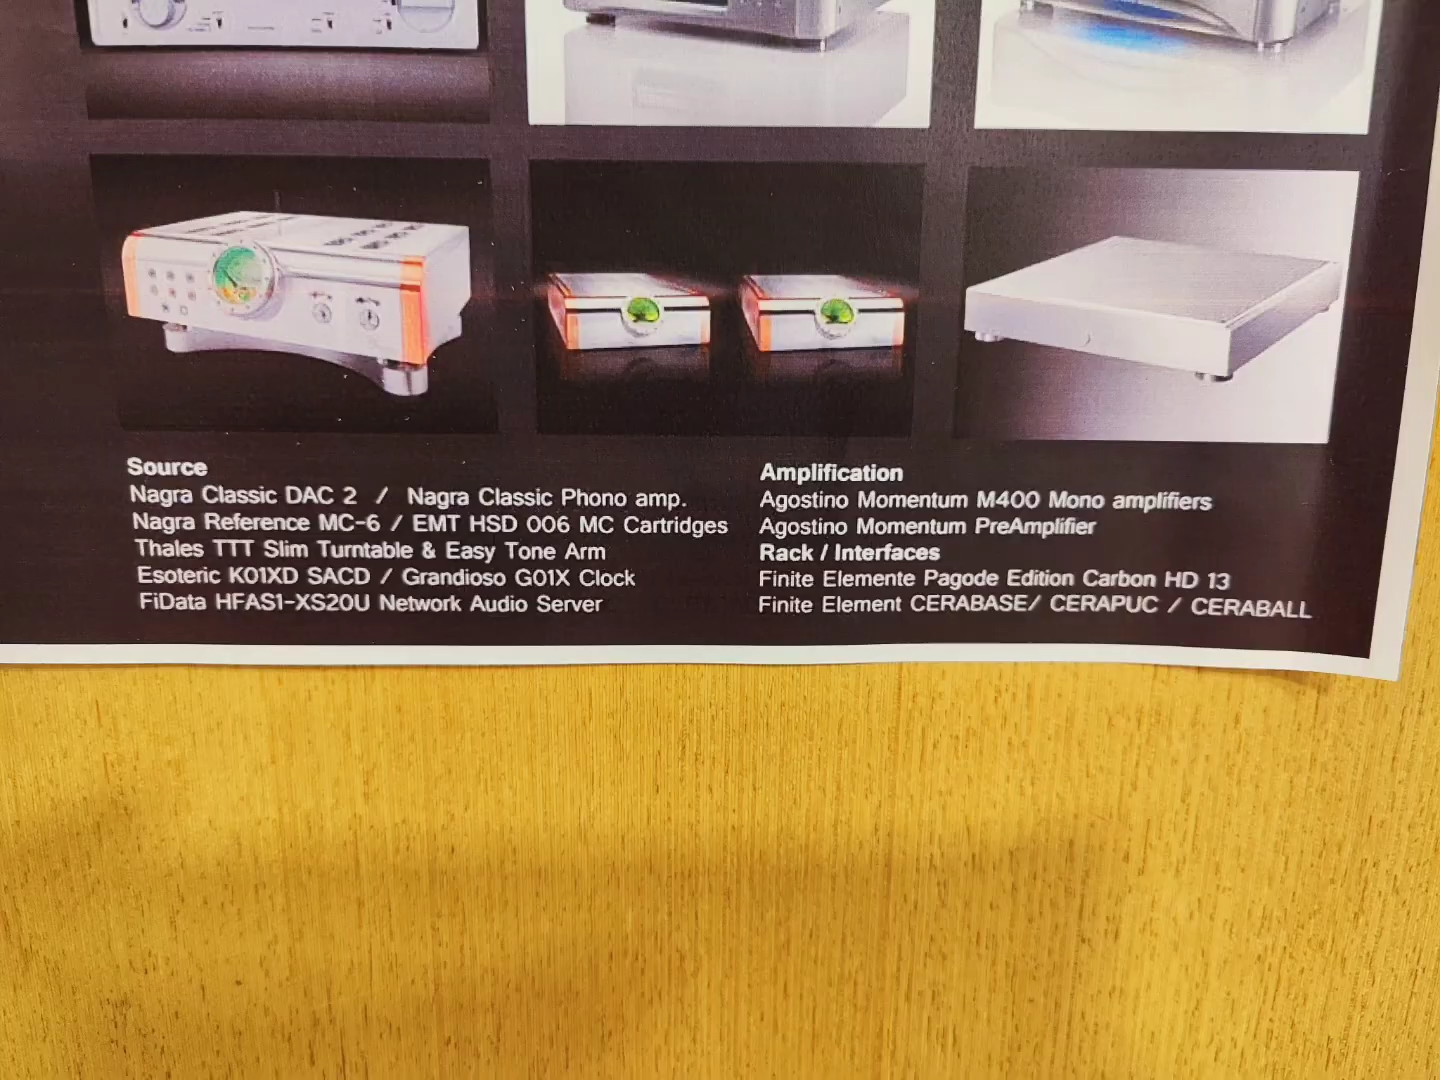 Source
Nagra Classic DAC 2 / Nagra Classic Phono amp.
Nagra Reference MC-6 / EMT HSD 006 MC Cartridges
Thales TTT Slim Turntable & Easy Tone Arm
Esoteric K01XD SACD / Grandioso G01X Clock
FiData HFAS1-XS20U Network Audio Server
Amplification
Agostino Momentum M400 Mono amplifiers
Agostino Momentum PreAmplifier
Rack / Interfaces
Finite Elemente Pagode Edition Carbon HD 13
Finite Element CERABASE/ CERAPUC / CERABALL